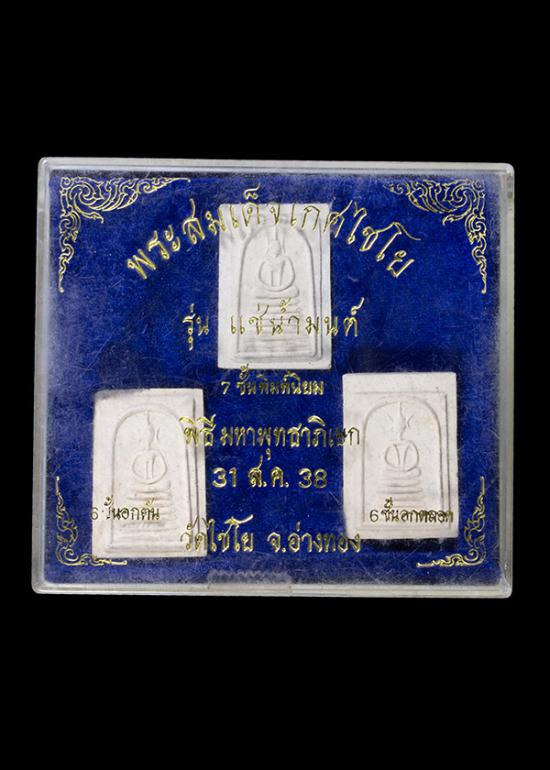 พระสมเด็จเกศไชโย
รุ่น แช่น้ำมนต์
7 ชั้นพิมพ์นิยม
พิธีมหาพุทธาภิเษก
31 ส.ค. 38
6 ชั้นอกตัน
6 ชั้นอกตลอด
วัดไชโย จ.อ่างทอง